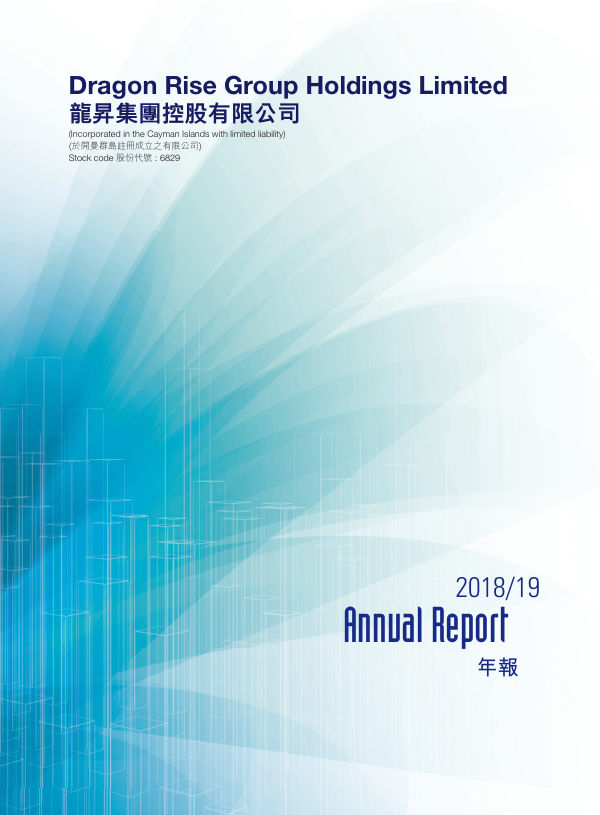 Dragon Rise Group Holdings Limited
龍昇集團控股有限公司
(Incorporated in the Cayman Islands with limited liability)
(於開曼群島註冊成立之有限公司)
Stock code 股份代號 : 6829
2018/19
Annual Report
年報